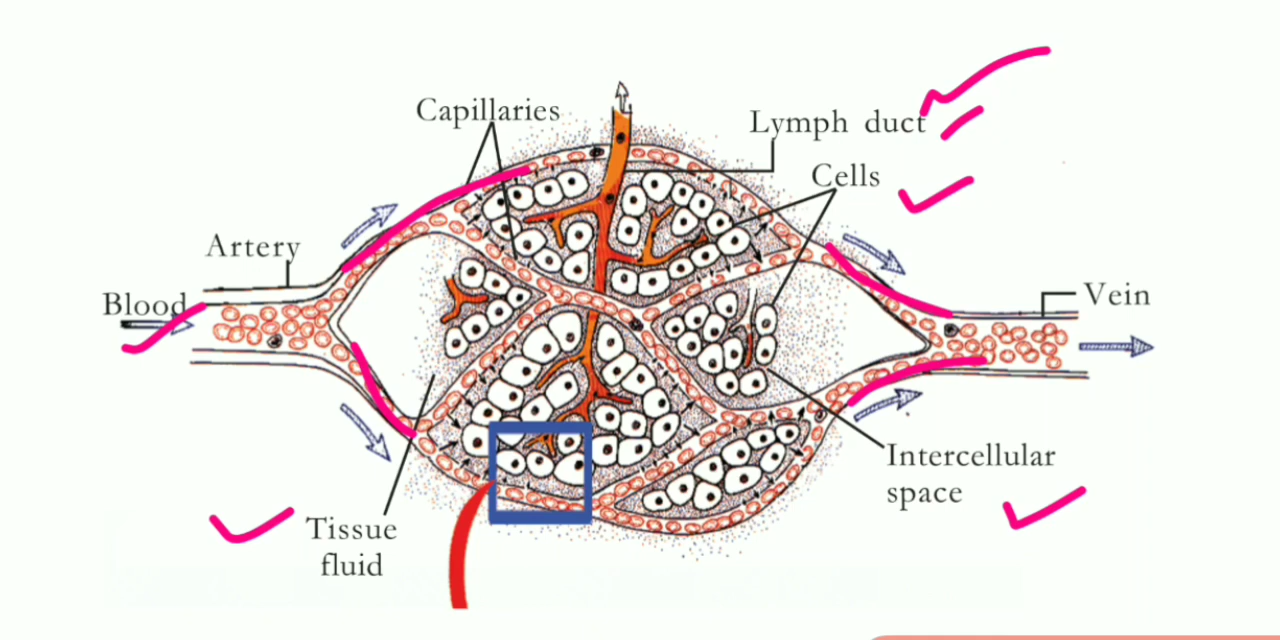 Capillaries
Lymph duct
Cells
Artery
Blood
Vein
Intercellular
space
Tissue
fluid